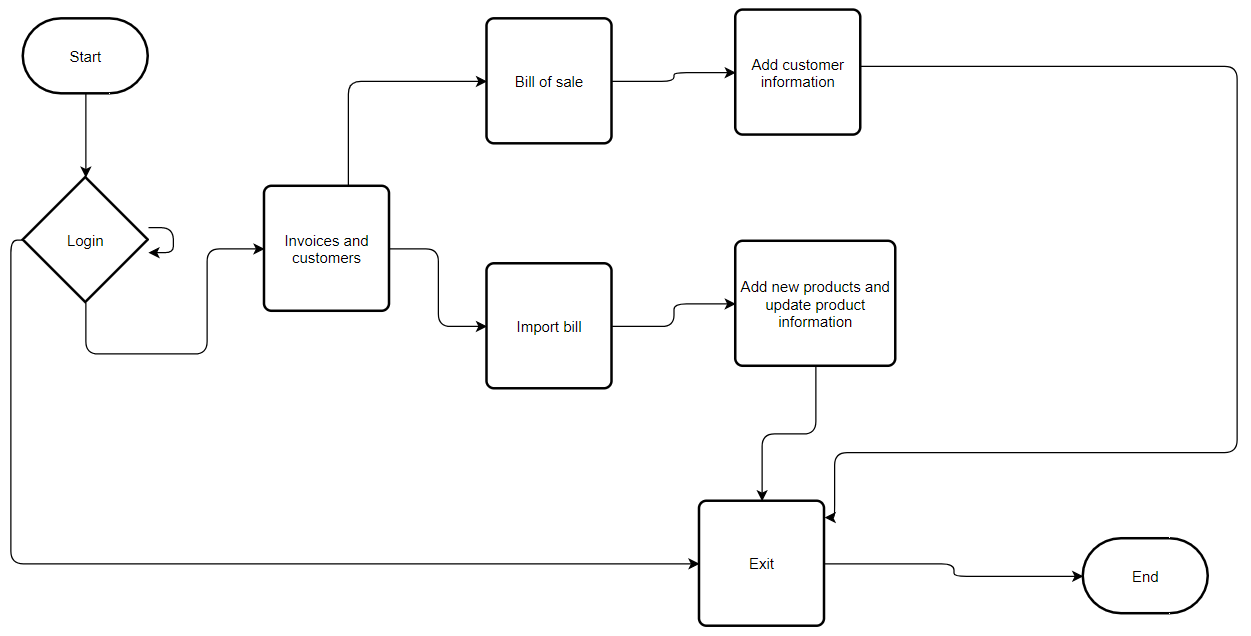 Start
Bill of sale
Add customer
information
Login
Invoices and
customers
Import bill
Add new products and
update product
information
Exit
End